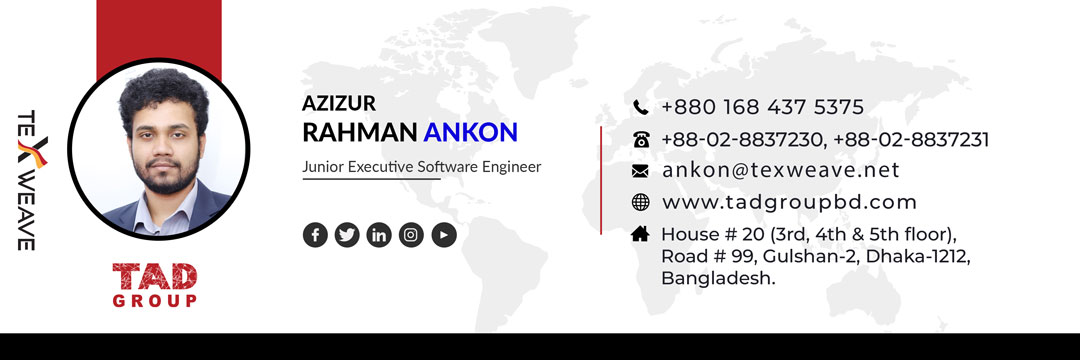 TEXWEAVE
TAD
GROUP
AZIZUR
RAHMAN ANKON
Junior Executive Software Engineer
+880 168 437 5375
+88-02-8837230, +88-02-8837231
ankon@texweave.net
www.tadgroupbd.com
House # 20 (3rd, 4th & 5th floor),
Road # 99, Gulshan-2, Dhaka-1212,
Bangladesh.